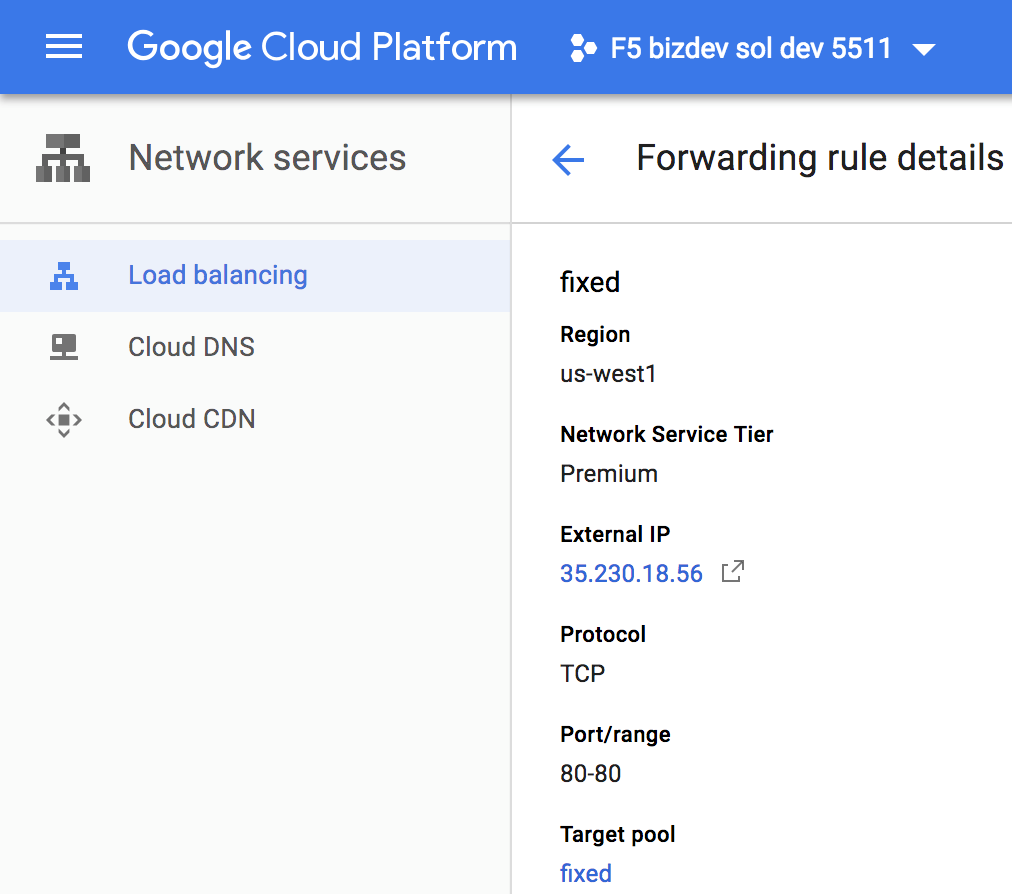 Google Cloud Platform
F5 bizdev sol dev 5511
Network services
Forwarding rule details
Load balancing
Cloud DNS
Cloud CDN
fixed
Region
us-west1
Network Service Tier
Premium
External IP
35.230.18.56
Protocol
TCP
Port/range
80-80
Target pool
fixed